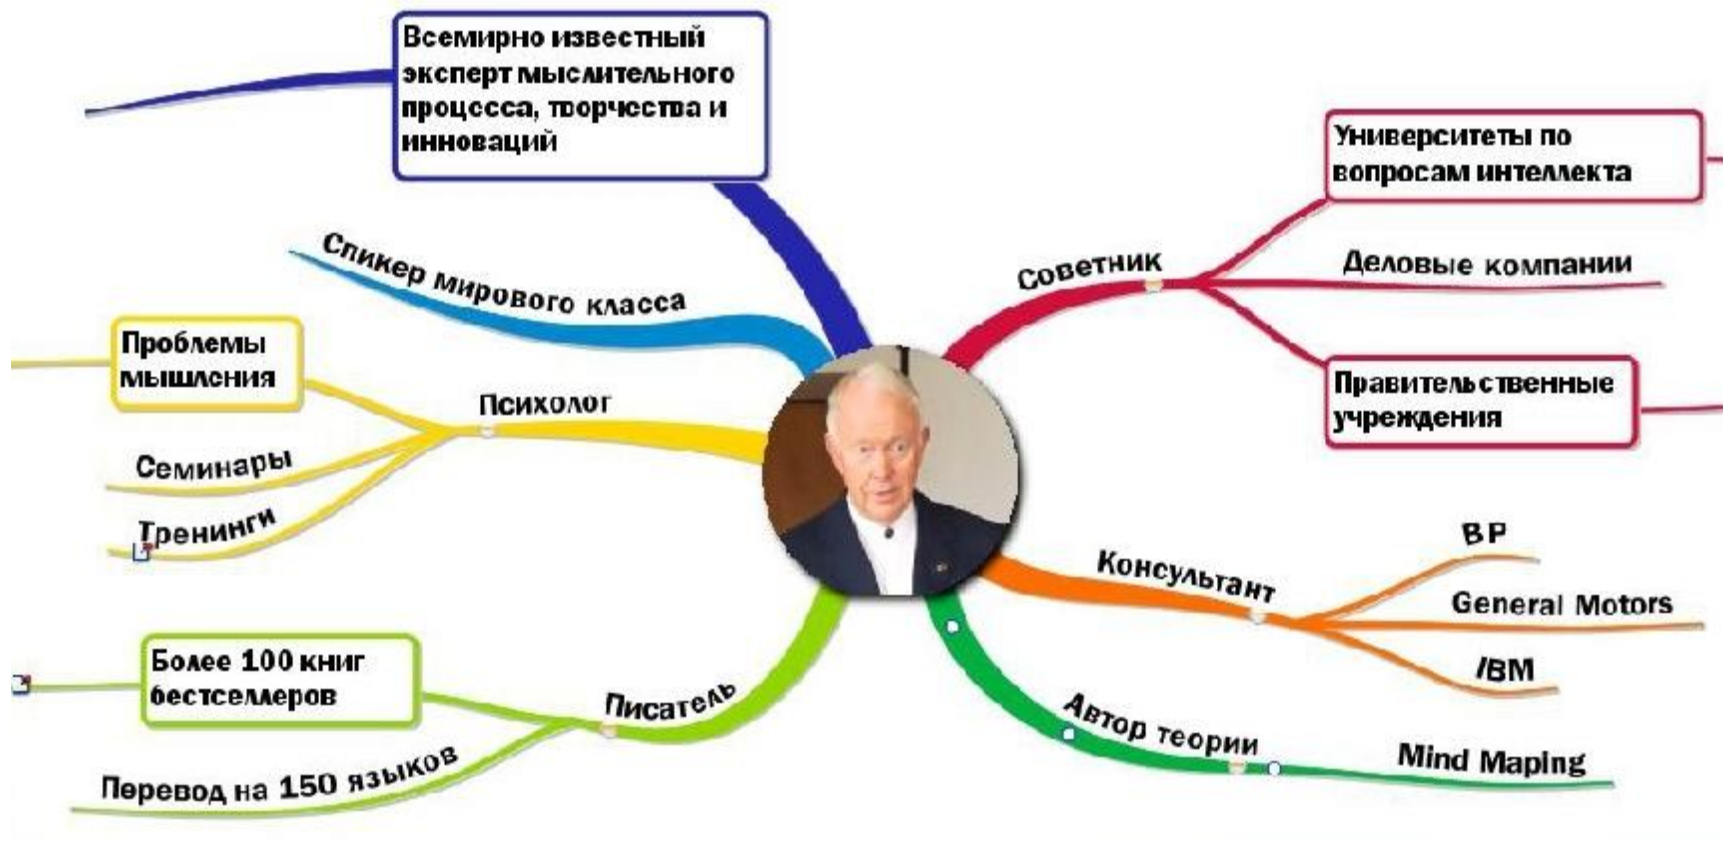 Всемирно известный
эксперт мыслительного
процесса, творчества и
инноваций
Спикер мирового класса
Проблемы
мышления
Психолог
Семинары
Тренинги
Более 100 книг
бестселлеров
Писатель
Перевод на 150 языков
Университеты по
вопросам интеллекта
Советник
Деловые компании
Правительственные
учреждения
BP
Консультант
General Motors
IBM
Автор теории
Mind Maping